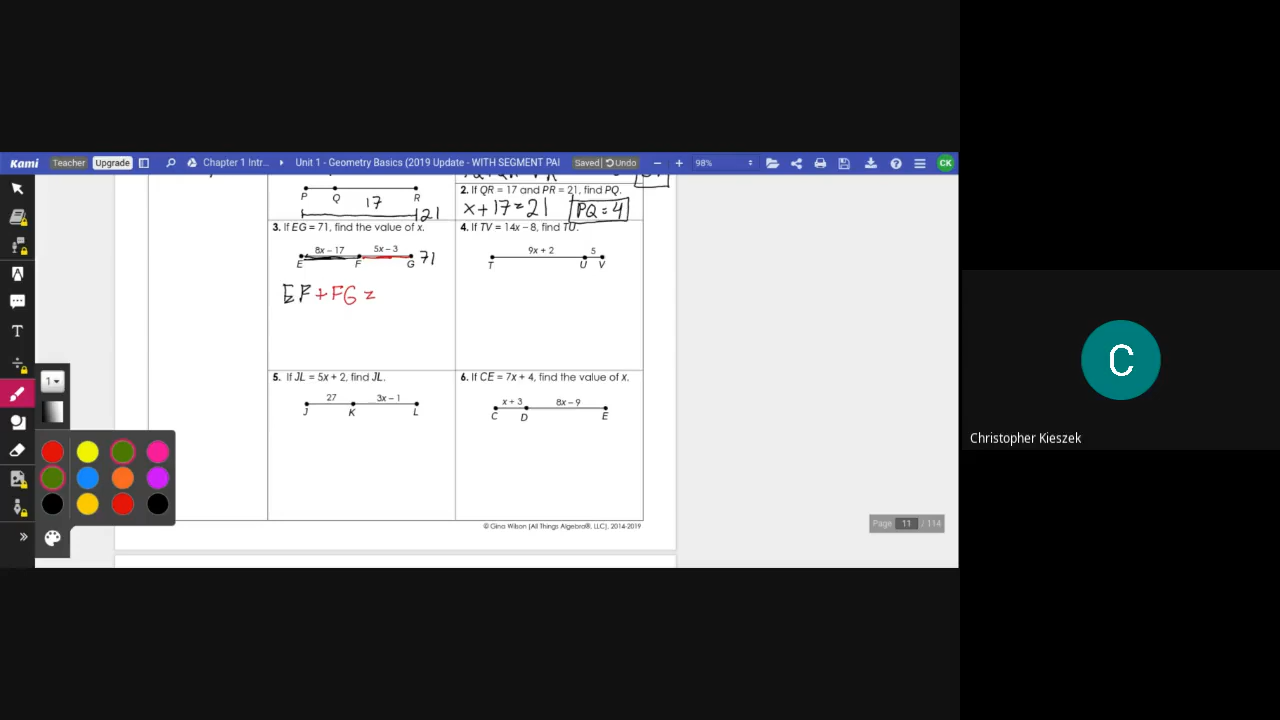 Kami Teacher Upgrade Chapter 1 Intr... Unit 1 - Geometry Basics (2019 Update - WITH SEGMENT PAI Saved Undo 98% CK
P Q R
17
21
2. If QR = 17 and PR = 21, find PQ.
x + 17 = 21 PQ = 4
3. If EG = 71, find the value of x.
8x – 17 5x – 3
E F G 71
EF + FG =
4. If TV = 14x – 8, find TU.
9x + 2 5
T U V
1
5. If JL = 5x + 2, find JL.
27 3x – 1
J K L
6. If CE = 7x + 4, find the value of x.
x + 3 8x – 9
C D E
© Gina Wilson (All Things Algebra®, LLC), 2014-2019
Page 11 / 114
C
Christopher Kieszek